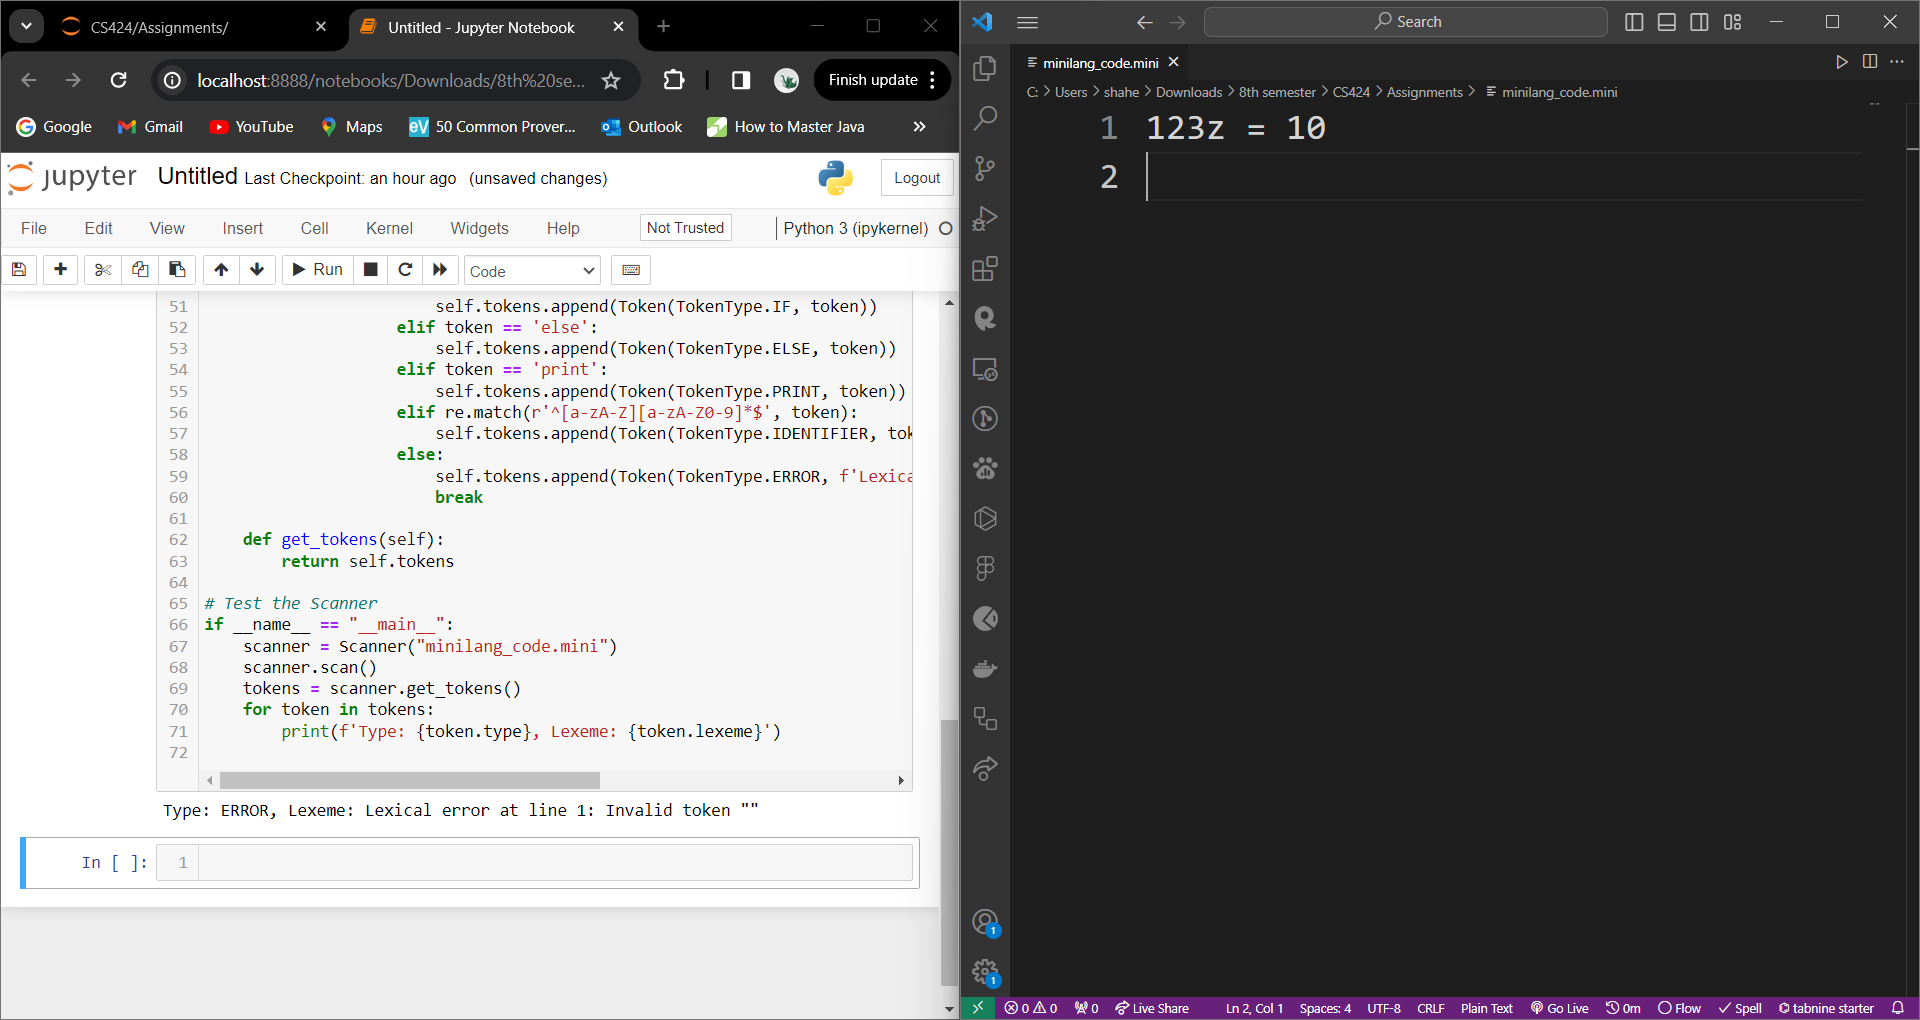 CS424/Assignments/
Untitled - Jupyter Notebook
localhost:8888/notebooks/Downloads/8th%20se...
Finish update
Google
Gmail
YouTube
Maps
50 Common Prover...
Outlook
How to Master Java
jupyter Untitled Last Checkpoint: an hour ago (unsaved changes)
Logout
File Edit View Insert Cell Kernel Widgets Help
Not Trusted
Python 3 (ipykernel)
Run
Code
51 self.tokens.append(Token(TokenType.IF, token))
52 elif token == 'else':
53 self.tokens.append(Token(TokenType.ELSE, token))
54 elif token == 'print':
55 self.tokens.append(Token(TokenType.PRINT, token))
56 elif re.match(r'^[a-zA-Z][a-zA-Z0-9]*$', token):
57 self.tokens.append(Token(TokenType.IDENTIFIER, tok
58 else:
59 self.tokens.append(Token(TokenType.ERROR, f'Lexica
60 break
61
62 def get_tokens(self):
63 return self.tokens
64
65 # Test the Scanner
66 if __name__ == "__main__":
67 scanner = Scanner("minilang_code.mini")
68 scanner.scan()
69 tokens = scanner.get_tokens()
70 for token in tokens:
71 print(f'Type: {token.type}, Lexeme: {token.lexeme}')
72
Type: ERROR, Lexeme: Lexical error at line 1: Invalid token ""
In [ ]: 1
Search
minilang_code.mini
C: > Users > shahe > Downloads > 8th semester > CS424 > Assignments > minilang_code.mini
1 123z = 10
2
1
1
0 0 0 Live Share Ln 2, Col 1 Spaces: 4 UTF-8 CRLF Plain Text Go Live 0m Flow Spell tabnine starter